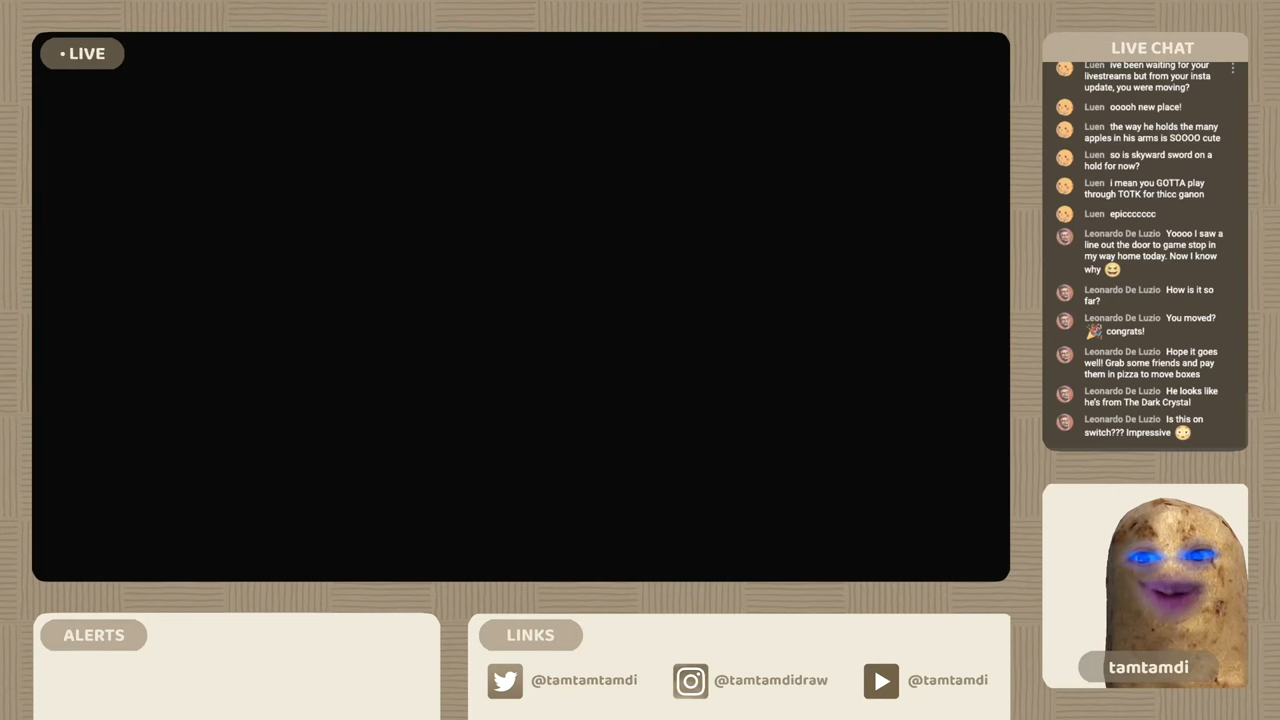 • LIVE
LIVE CHAT
Luen ive been waiting for your
livestreams but from your insta
update, you were moving?
Luen ooooh new place!
Luen the way he holds the many
apples in his arms is SOOOO cute
Luen so is skyward sword on a
hold for now?
Luen i mean you GOTTA play
through TOTK for thicc ganon
Luen epicccccc
Leonardo De Luzio Yoooo I saw a
line out the door to game stop in
my way home today. Now I know
why 😆
Leonardo De Luzio How is it so
far?
Leonardo De Luzio You moved?
🎉 congrats!
Leonardo De Luzio Hope it goes
well! Grab some friends and pay
them in pizza to move boxes
Leonardo De Luzio He looks like
he's from The Dark Crystal
Leonardo De Luzio Is this on
switch??? Impressive 😳
tamtamdi
ALERTS
LINKS
@tamtamtamdi
@tamtamdidraw
@tamtamdi